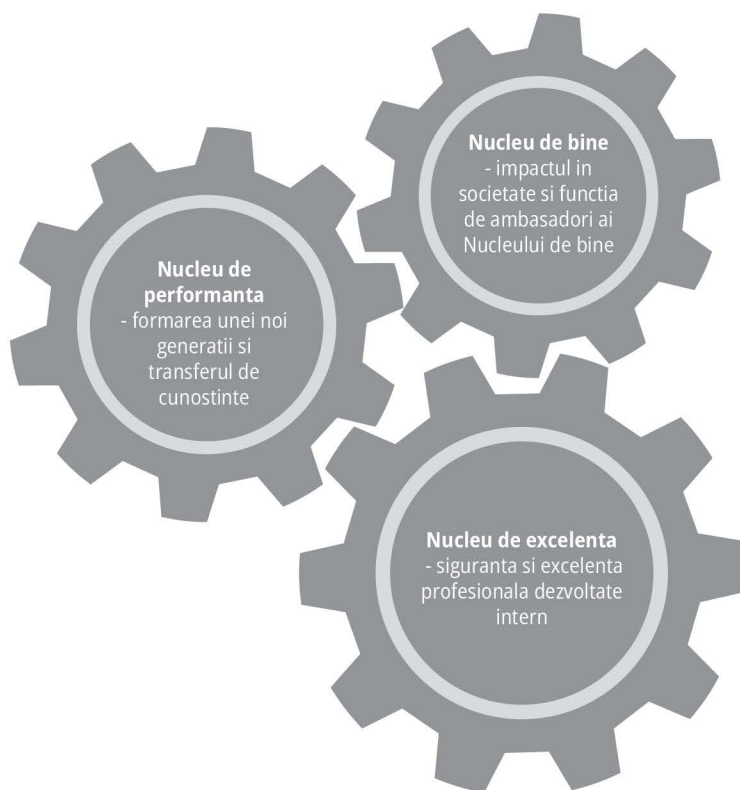 Nucleu de bine
- impactul in
societate si functia
de ambasadori ai
Nucleului de bine
Nucleu de
performanta
- formarea unei noi
generatii si
transferul de
cunostinte
Nucleu de excelenta
- siguranta si excelenta
profesionala dezvoltate
intern